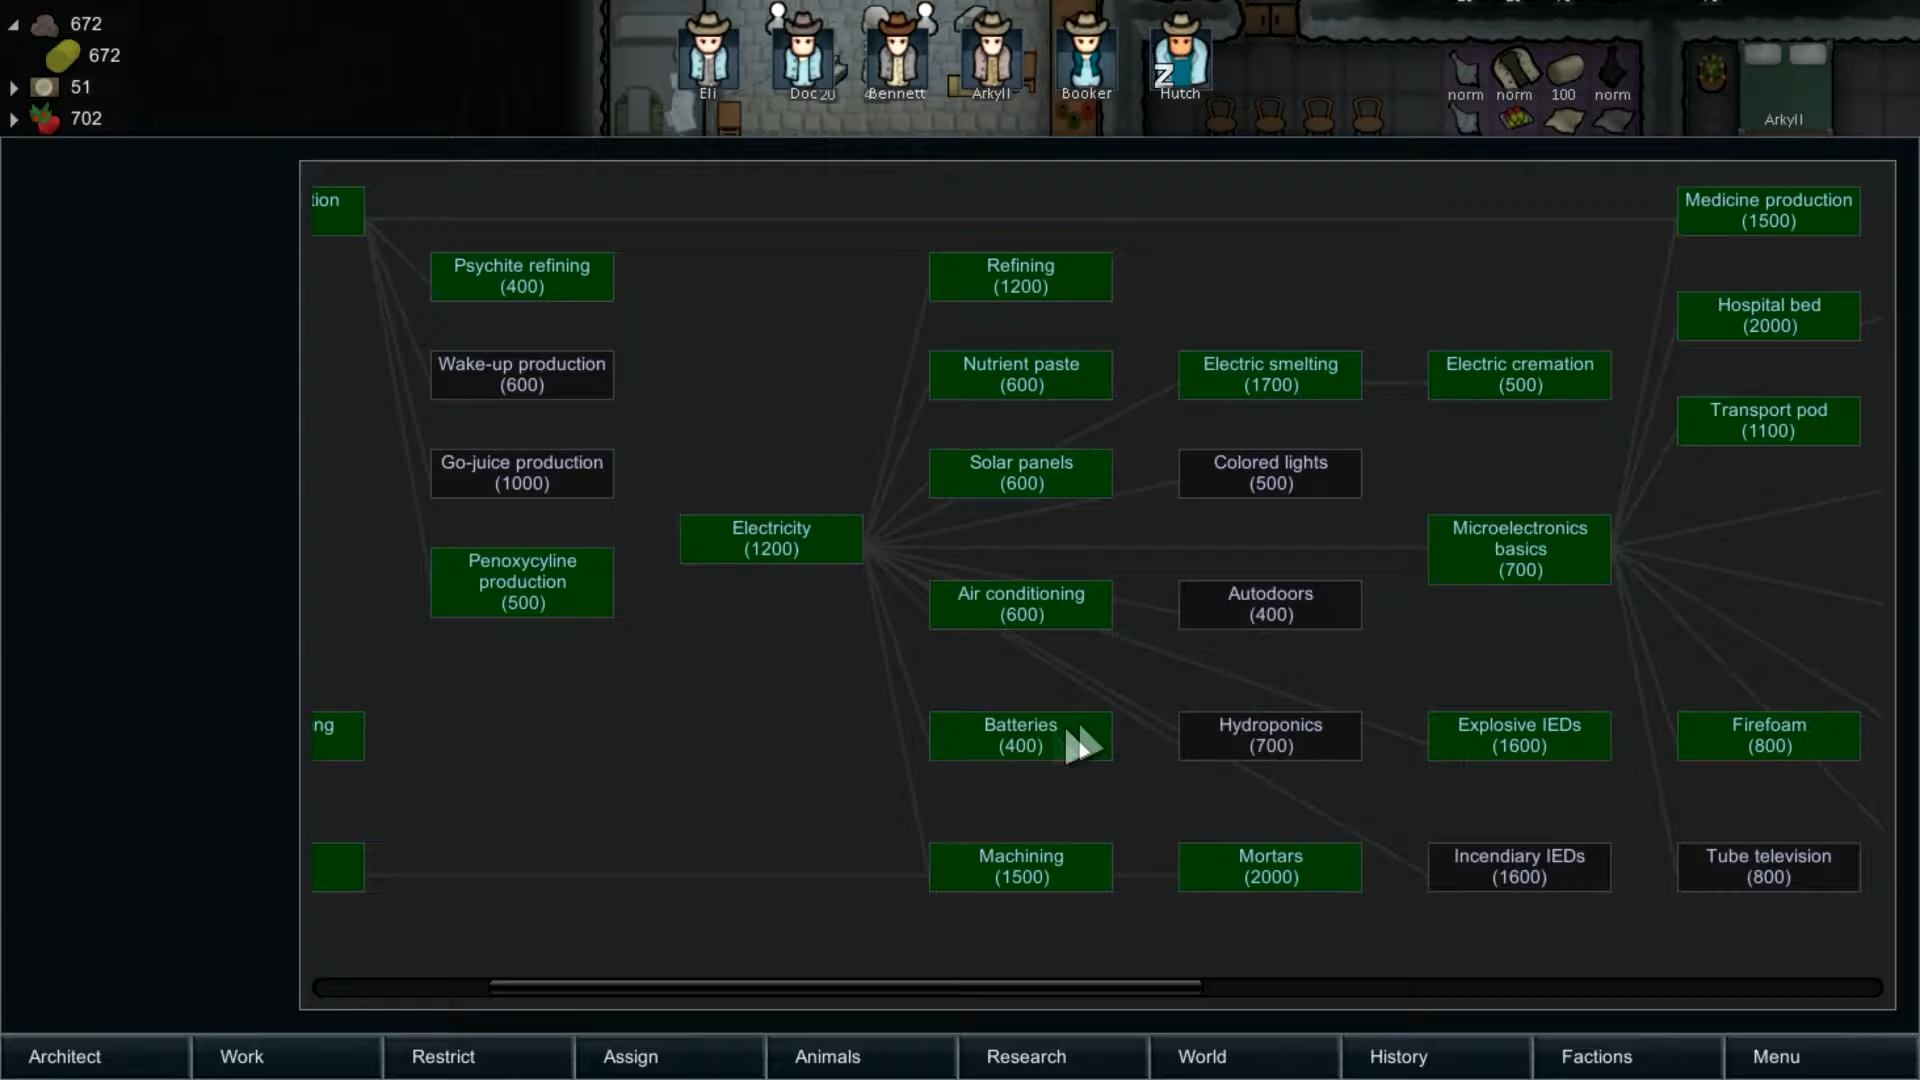 672
672
51
702
Eli
Doc
20
Bennett
Arkyll
Booker
Hutch
Z
norm
norm
100
norm
Arkyll
tion
Medicine production
(1500)
Psychite refining
(400)
Refining
(1200)
Hospital bed
(2000)
Wake-up production
(600)
Nutrient paste
(600)
Electric smelting
(1700)
Electric cremation
(500)
Transport pod
(1100)
Go-juice production
(1000)
Solar panels
(600)
Colored lights
(500)
Electricity
(1200)
Microelectronics
basics
(700)
Penoxycyline
production
(500)
Air conditioning
(600)
Autodoors
(400)
ng
Batteries
(400)
Hydroponics
(700)
Explosive IEDs
(1600)
Firefoam
(800)
Machining
(1500)
Mortars
(2000)
Incendiary IEDs
(1600)
Tube television
(800)
Architect
Work
Restrict
Assign
Animals
Research
World
History
Factions
Menu